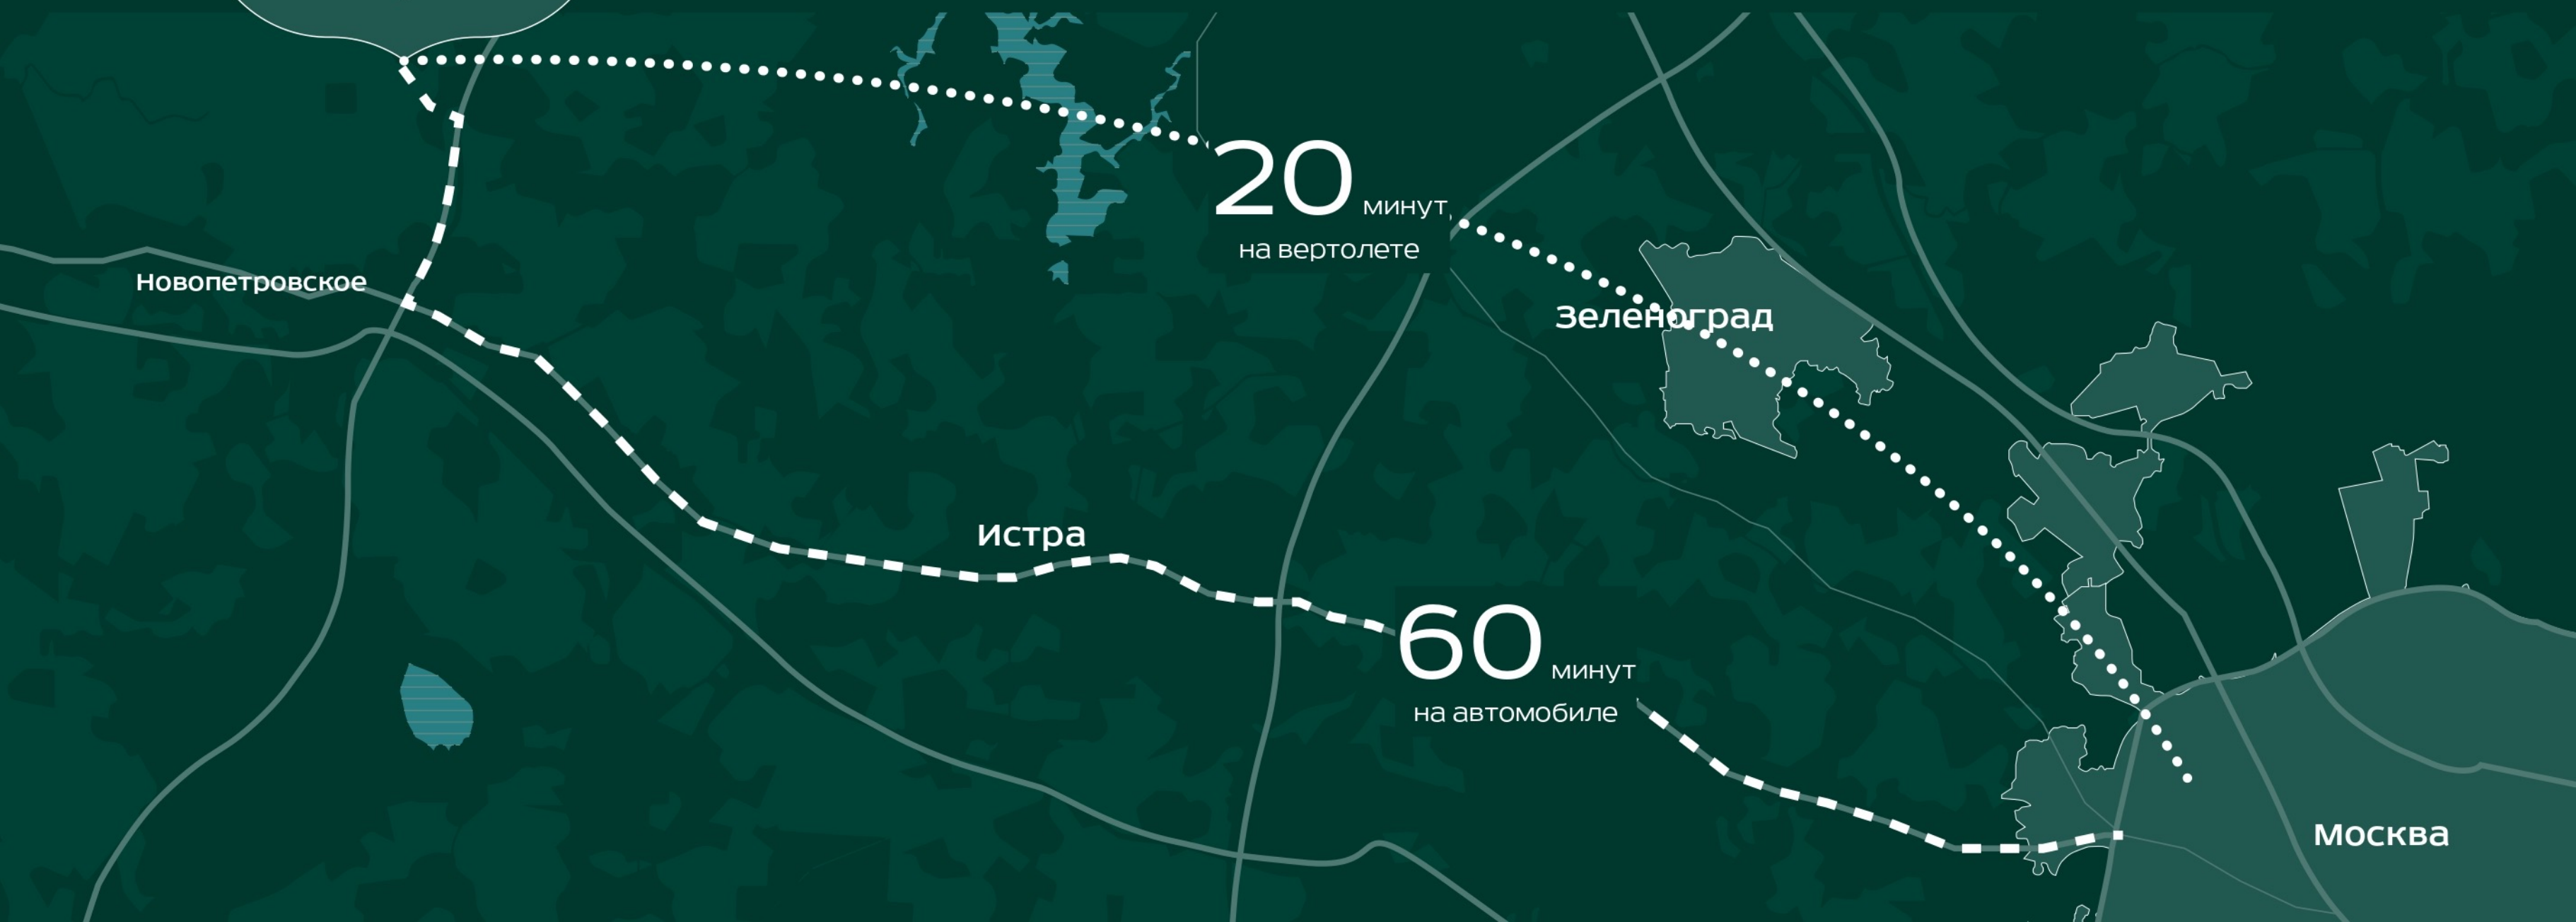 20 минут
на вертолете
Новопетровское
Зеленоград
Истра
60 минут
на автомобиле
Москва